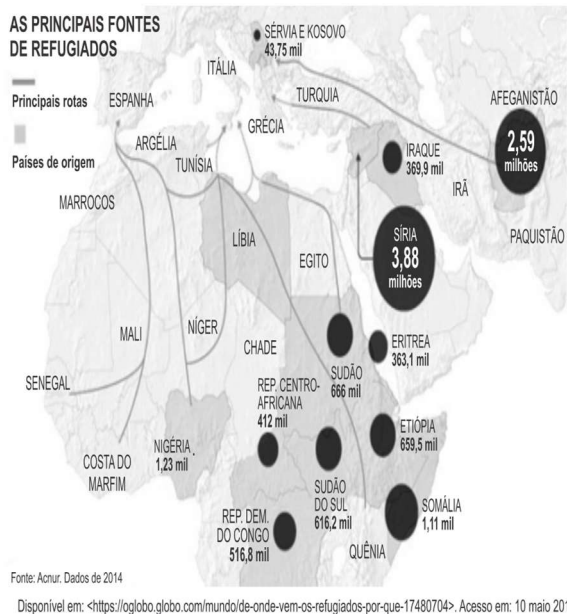 AS PRINCIPAIS FONTES
DE REFUGIADOS
Principais rotas
Países de origem
SÉRVIA E KOSOVO
43,75 mil
ITÁLIA
ESPANHA
TURQUIA
AFEGANISTÃO
2,59
milhões
GRÉCIA
ARGÉLIA
TUNÍSIA
IRAQUE
369,9 mil
IRÃ
MARROCOS
PAQUISTÃO
LÍBIA
SÍRIA
3,88
milhões
EGITO
MALI
NÍGER
CHADE
ERITREA
363,1 mil
SUDÃO
666 mil
SENEGAL
REP. CENTRO-
AFRICANA
412 mil
ETIÓPIA
659,5 mil
NIGÉRIA
1,23 mil
COSTA DO
MARFIM
SUDÃO
DO SUL
616,2 mil
SOMÁLIA
1,11 mil
REP. DEM.
DO CONGO
516,8 mil
QUÊNIA
Fonte: Acnur. Dados de 2014
Disponível em: <https://oglobo.globo.com/mundo/de-onde-vem-os-refugiados-por-que-17480704>. Acesso em: 10 maio